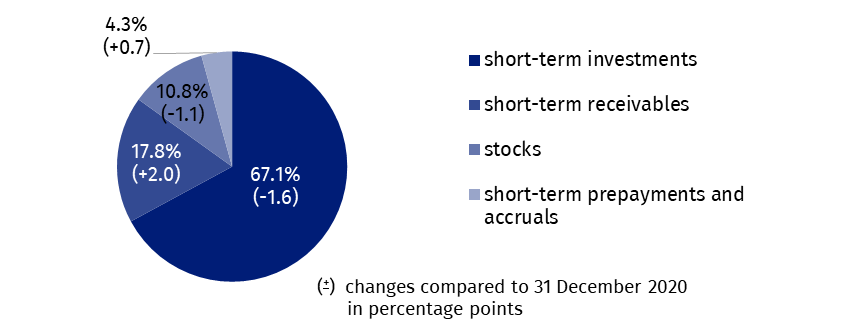 4.3%
(+0.7)
10.8%
(-1.1)
17.8%
(+2.0)
67.1%
(-1.6)
short-term investments
short-term receivables
stocks
short-term prepayments and
accruals
(±) changes compared to 31 December 2020
in percentage points